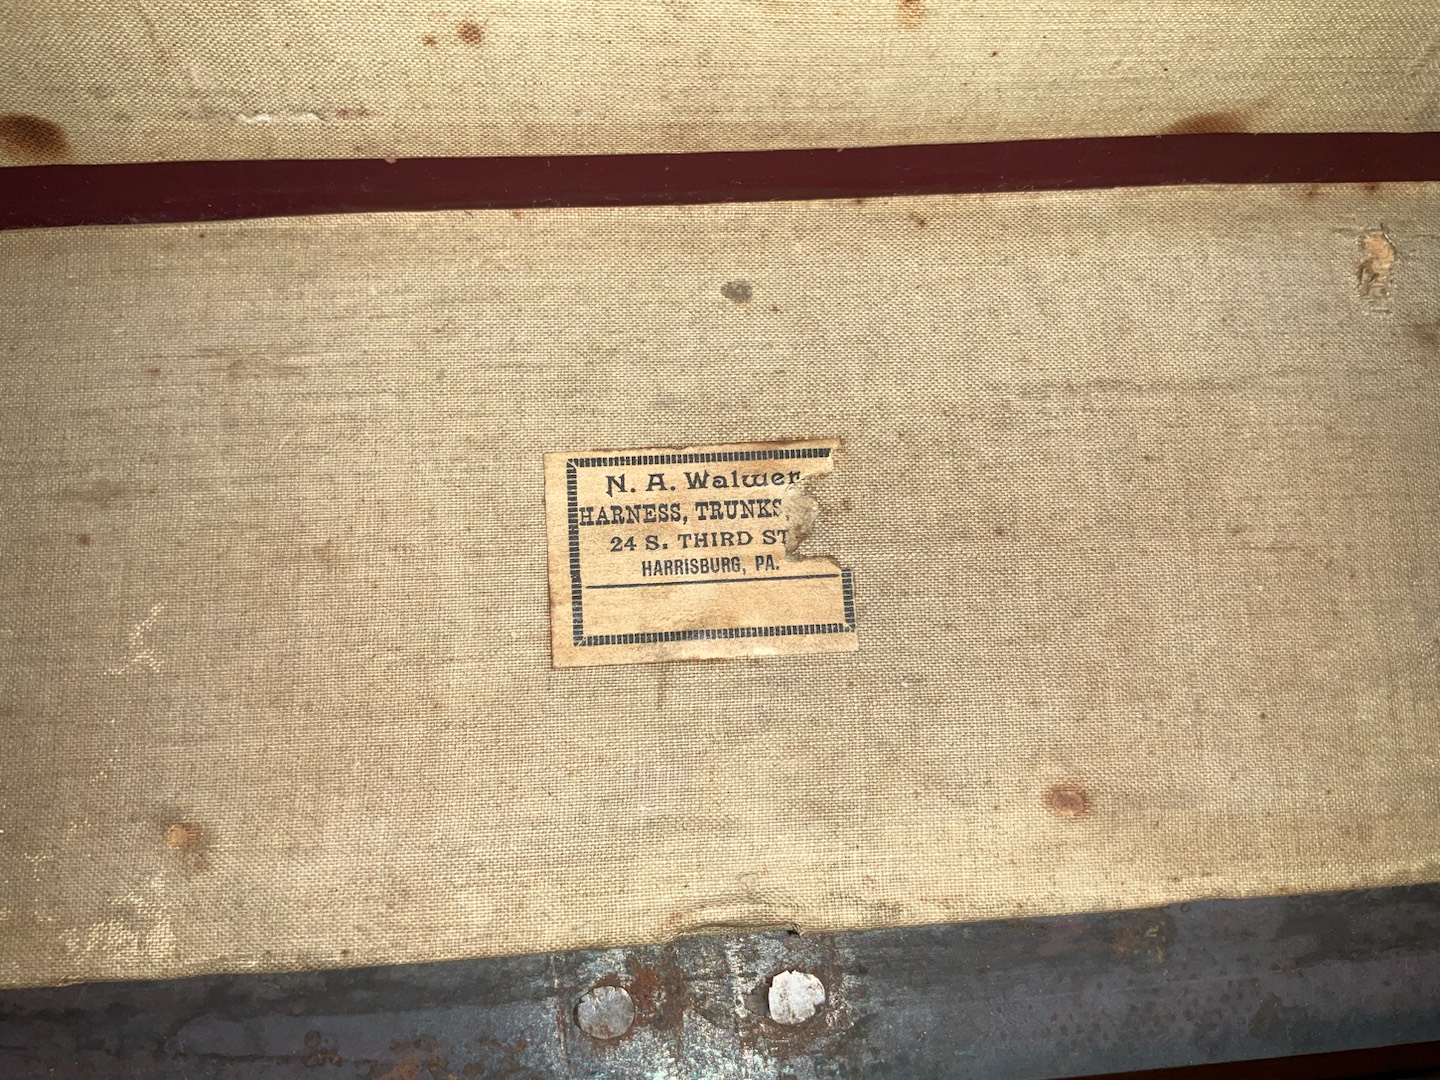 N. A. Walwer
HARNESS, TRUNKS,
24 S. THIRD ST
HARRISBURG, PA.